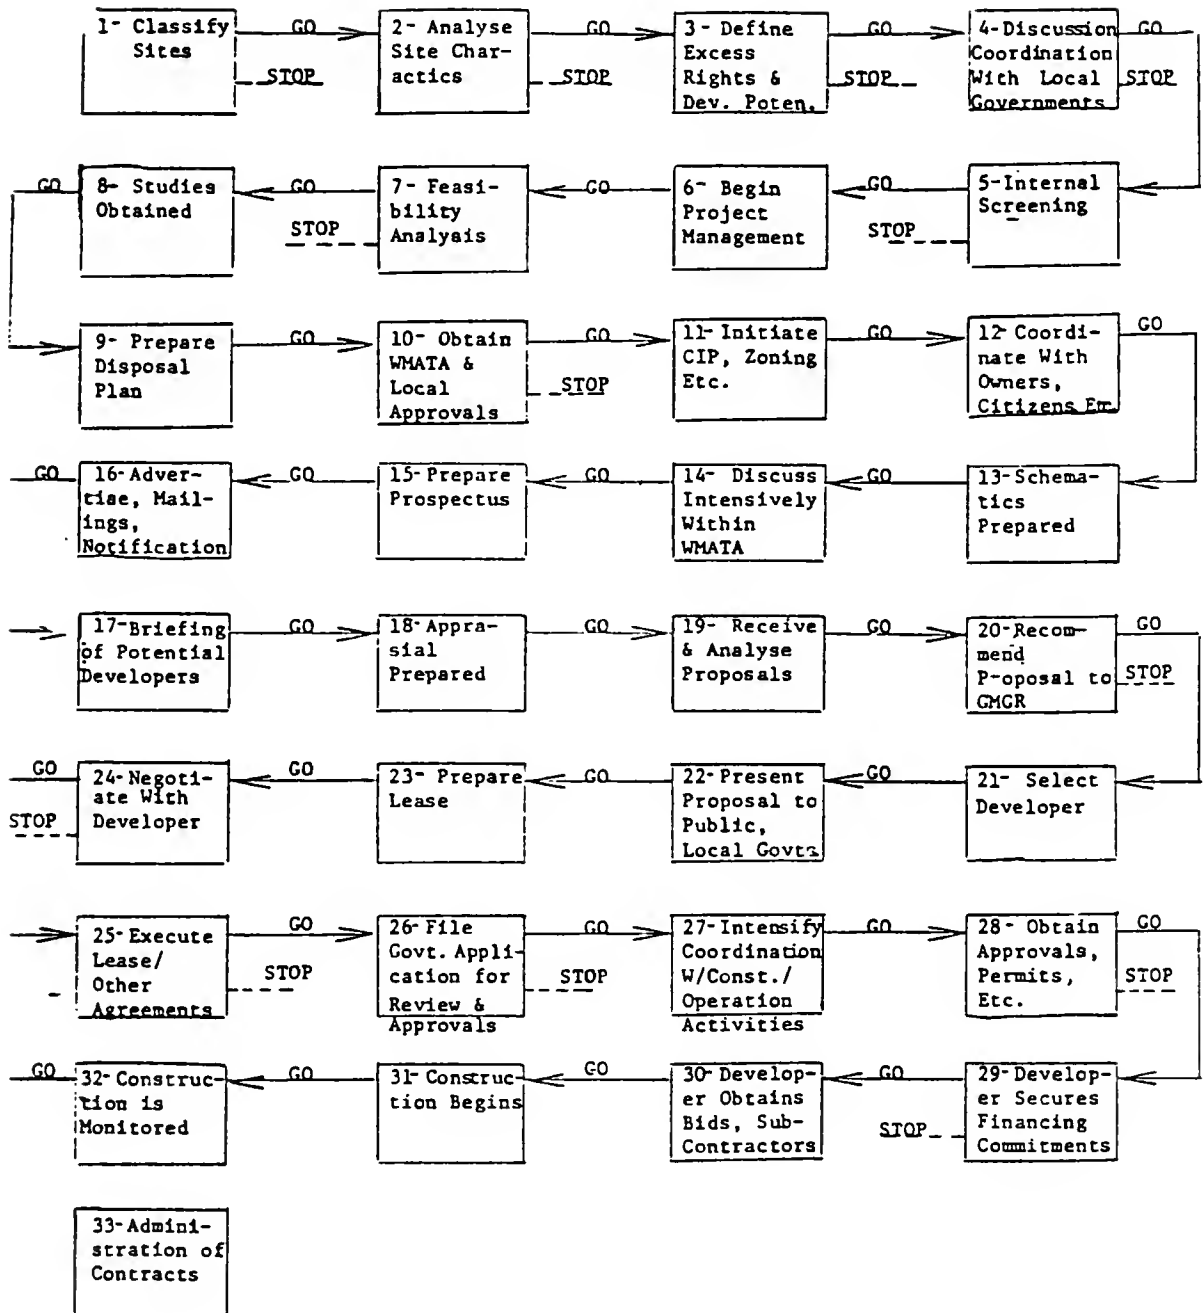 1- Classify
Sites
GO
STOP
2- Analyse
Site Char-
actics
GO
STOP
3- Define
Excess
Rights &
Dev. Poten.
GO
STOP
4-Discussion
Coordination
With Local
Governments
GO
STOP
5-Internal
Screening
GO
STOP
6- Begin
Project
Management
GO
7- Feasi-
bility
Analysis
GO
STOP
8- Studies
Obtained
GO
9- Prepare
Disposal
Plan
GO
10- Obtain
WMATA &
Local
Approvals
GO
STOP
11- Initiate
CIP, Zoning
Etc.
GO
12- Coordi-
nate With
Owners,
Citizens
GO
13-Schema-
tics
Prepared
GO
14- Discuss
Intensively
Within
WMATA
GO
15- Prepare
Prospectus
GO
16-Adver-
tise, Mail-
ings,
Notification
GO
17-Briefing
of Potential
Developers
GO
18-Appra-
sial
Prepared
GO
19- Receive
& Analyse
Proposals
GO
20-Recom-
mend
P-oposal to
GMGR
GO
STOP
21- Select
Developer
GO
22-Present
Proposal to
Public,
Local Govts
GO
23- Prepare
Lease
GO
24-Negoti-
ate With
Developer
GO
STOP
25-Execute
Lease/
Other
Agreements
GO
STOP
26-File
Govt. Appli-
cation for
Review &
Approvals
GO
STOP
27-Intensify
Coordination
W/Const./
Operation
Activities
GO
28- Obtain
Approvals,
Permits,
Etc.
GO
STOP
29-Develop-
er Secures
Financing
Commitments
GO
STOP
30-Developer
Obtains
Bids, Sub-
Contractors
GO
31-Construc-
tion Begins
GO
32-Construc-
tion is
Monitored
GO
33-Admini-
stration of
Contracts